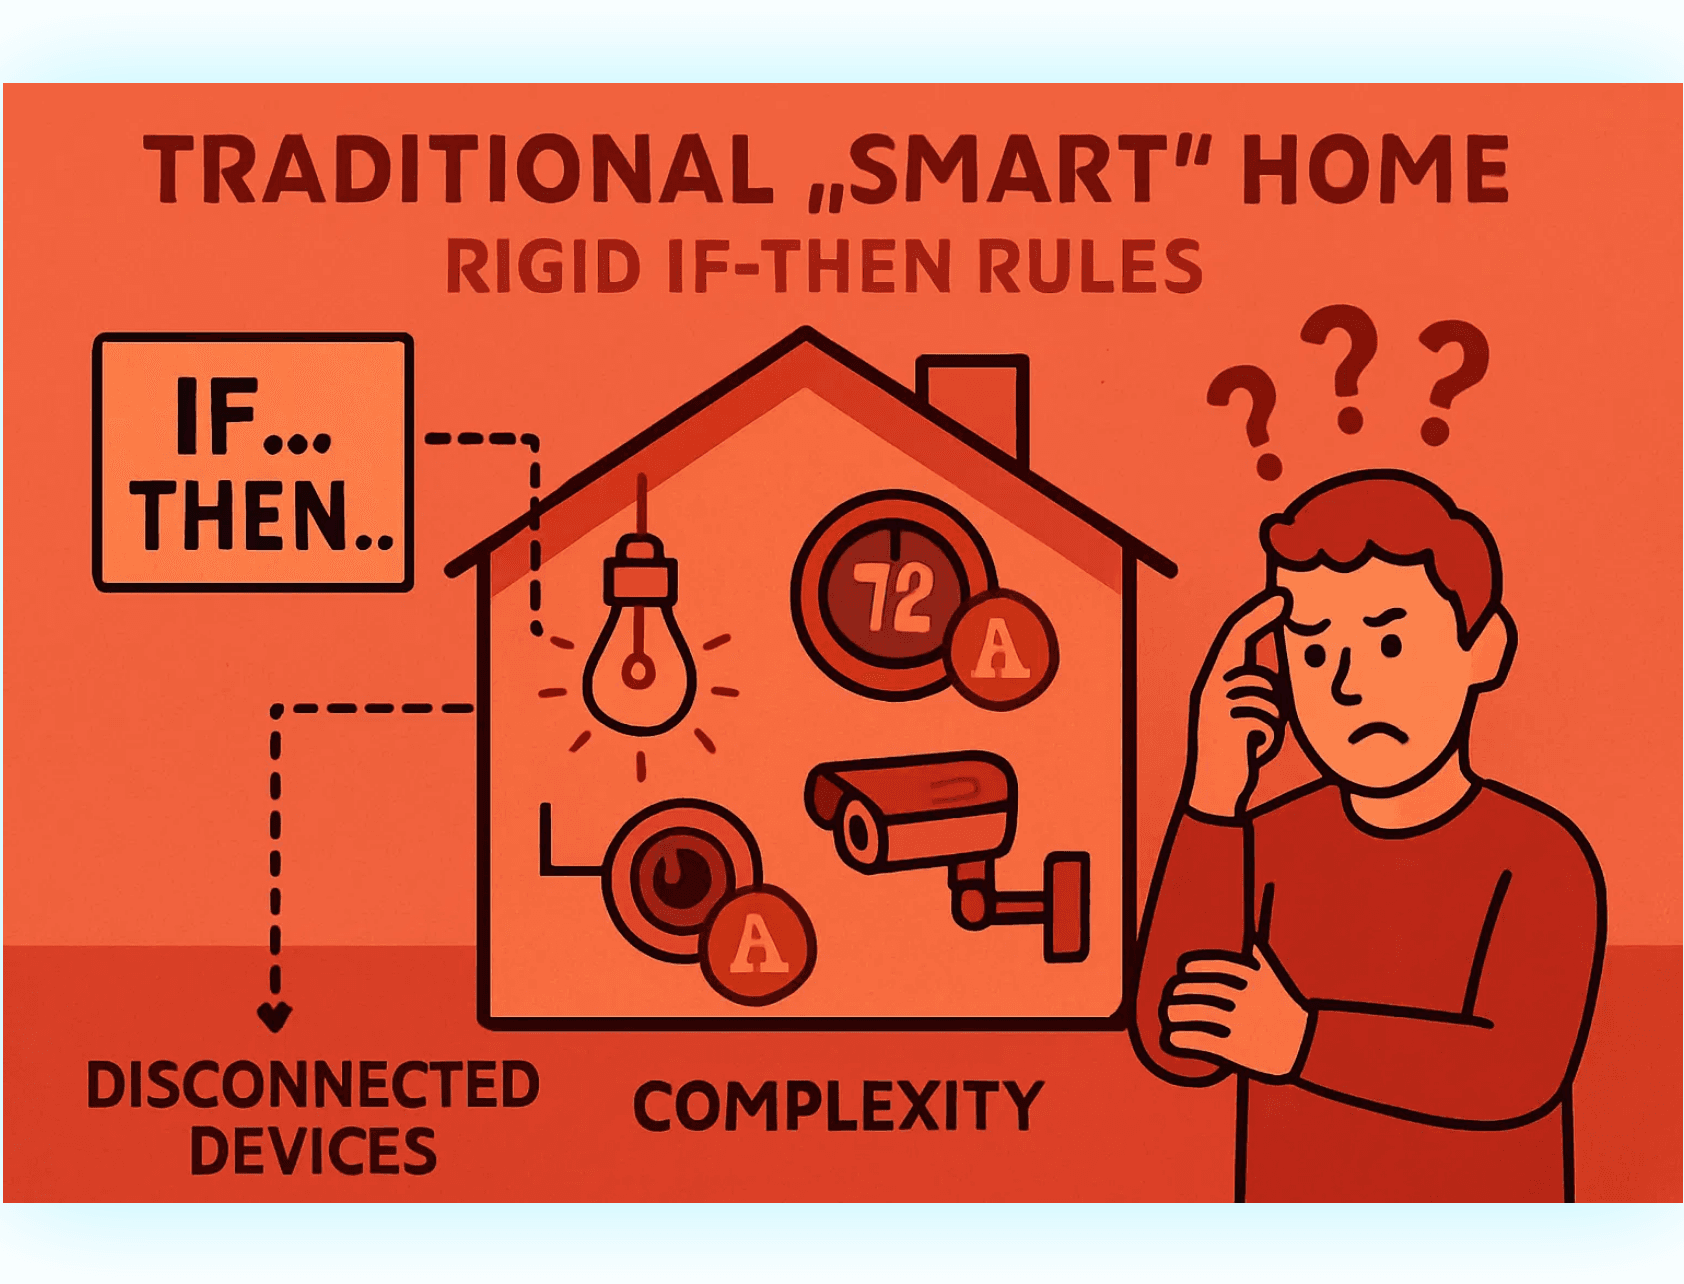 TRADITIONAL „SMART" HOME
RIGID IF-THEN RULES
IF...
THEN..
72
A
A
DISCONNECTED
DEVICES
COMPLEXITY